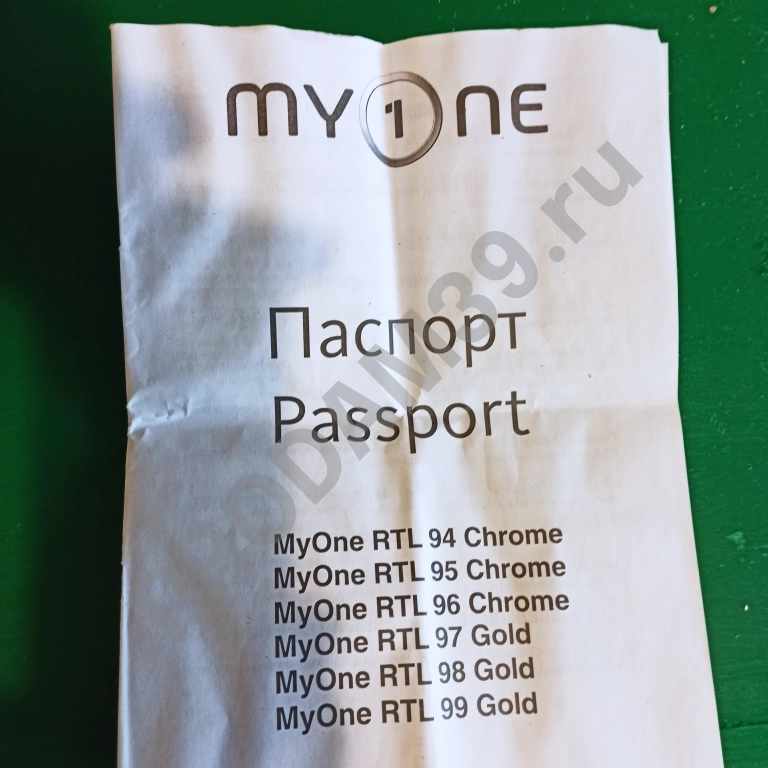 MY1NE
Паспорт
Passport
MyOne RTL 94 Chrome
MyOne RTL 95 Chrome
MyOne RTL 96 Chrome
MyOne RTL 97 Gold
MyOne RTL 98 Gold
MyOne RTL 99 Gold